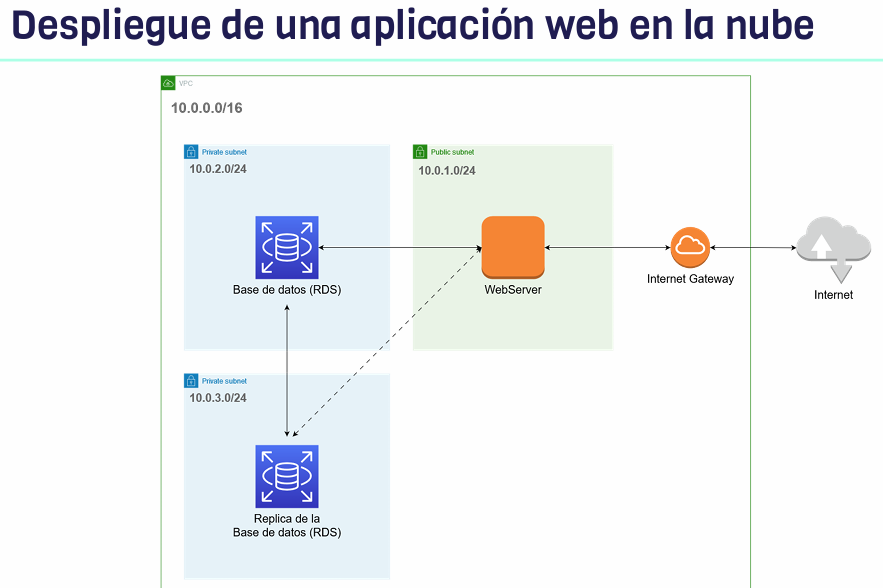 Despliegue de una aplicación web en la nube
VPC
10.0.0.0/16
Private subnet
10.0.2.0/24
Base de datos (RDS)
Public subnet
10.0.1.0/24
WebServer
Internet Gateway
Internet
Private subnet
10.0.3.0/24
Replica de la
Base de datos (RDS)